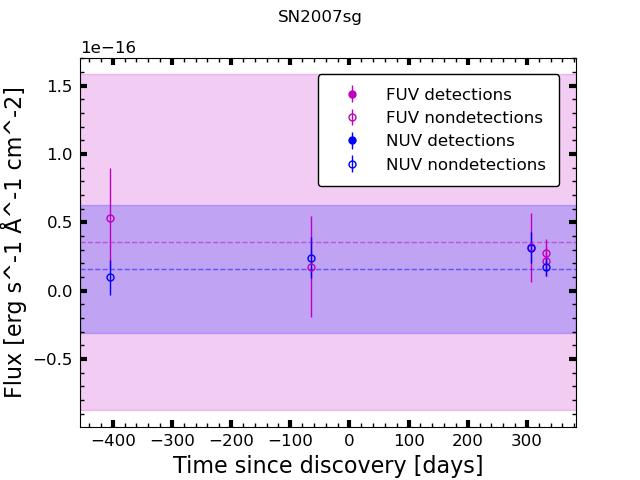 SN2007sg
1e−16
1.5
1.0
0.5
0.0
−0.5
Flux [erg s^-1 Å^-1 cm^-2]
FUV detections
FUV nondetections
NUV detections
NUV nondetections
−400 −300 −200 −100 0 100 200 300
Time since discovery [days]